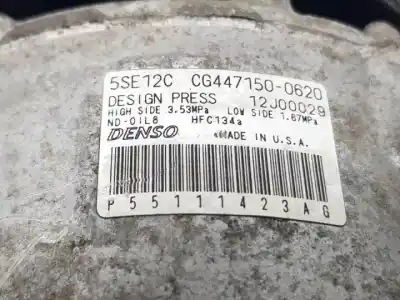 5SE12C CG447150-0620
DESIGN PRESS 12J00029
HIGH SIDE 3.53MPa LOW SIDE 1.67MPa
ND-OIL8 HFC134a
DENSO MADE IN U.S.A.
P55111423AG